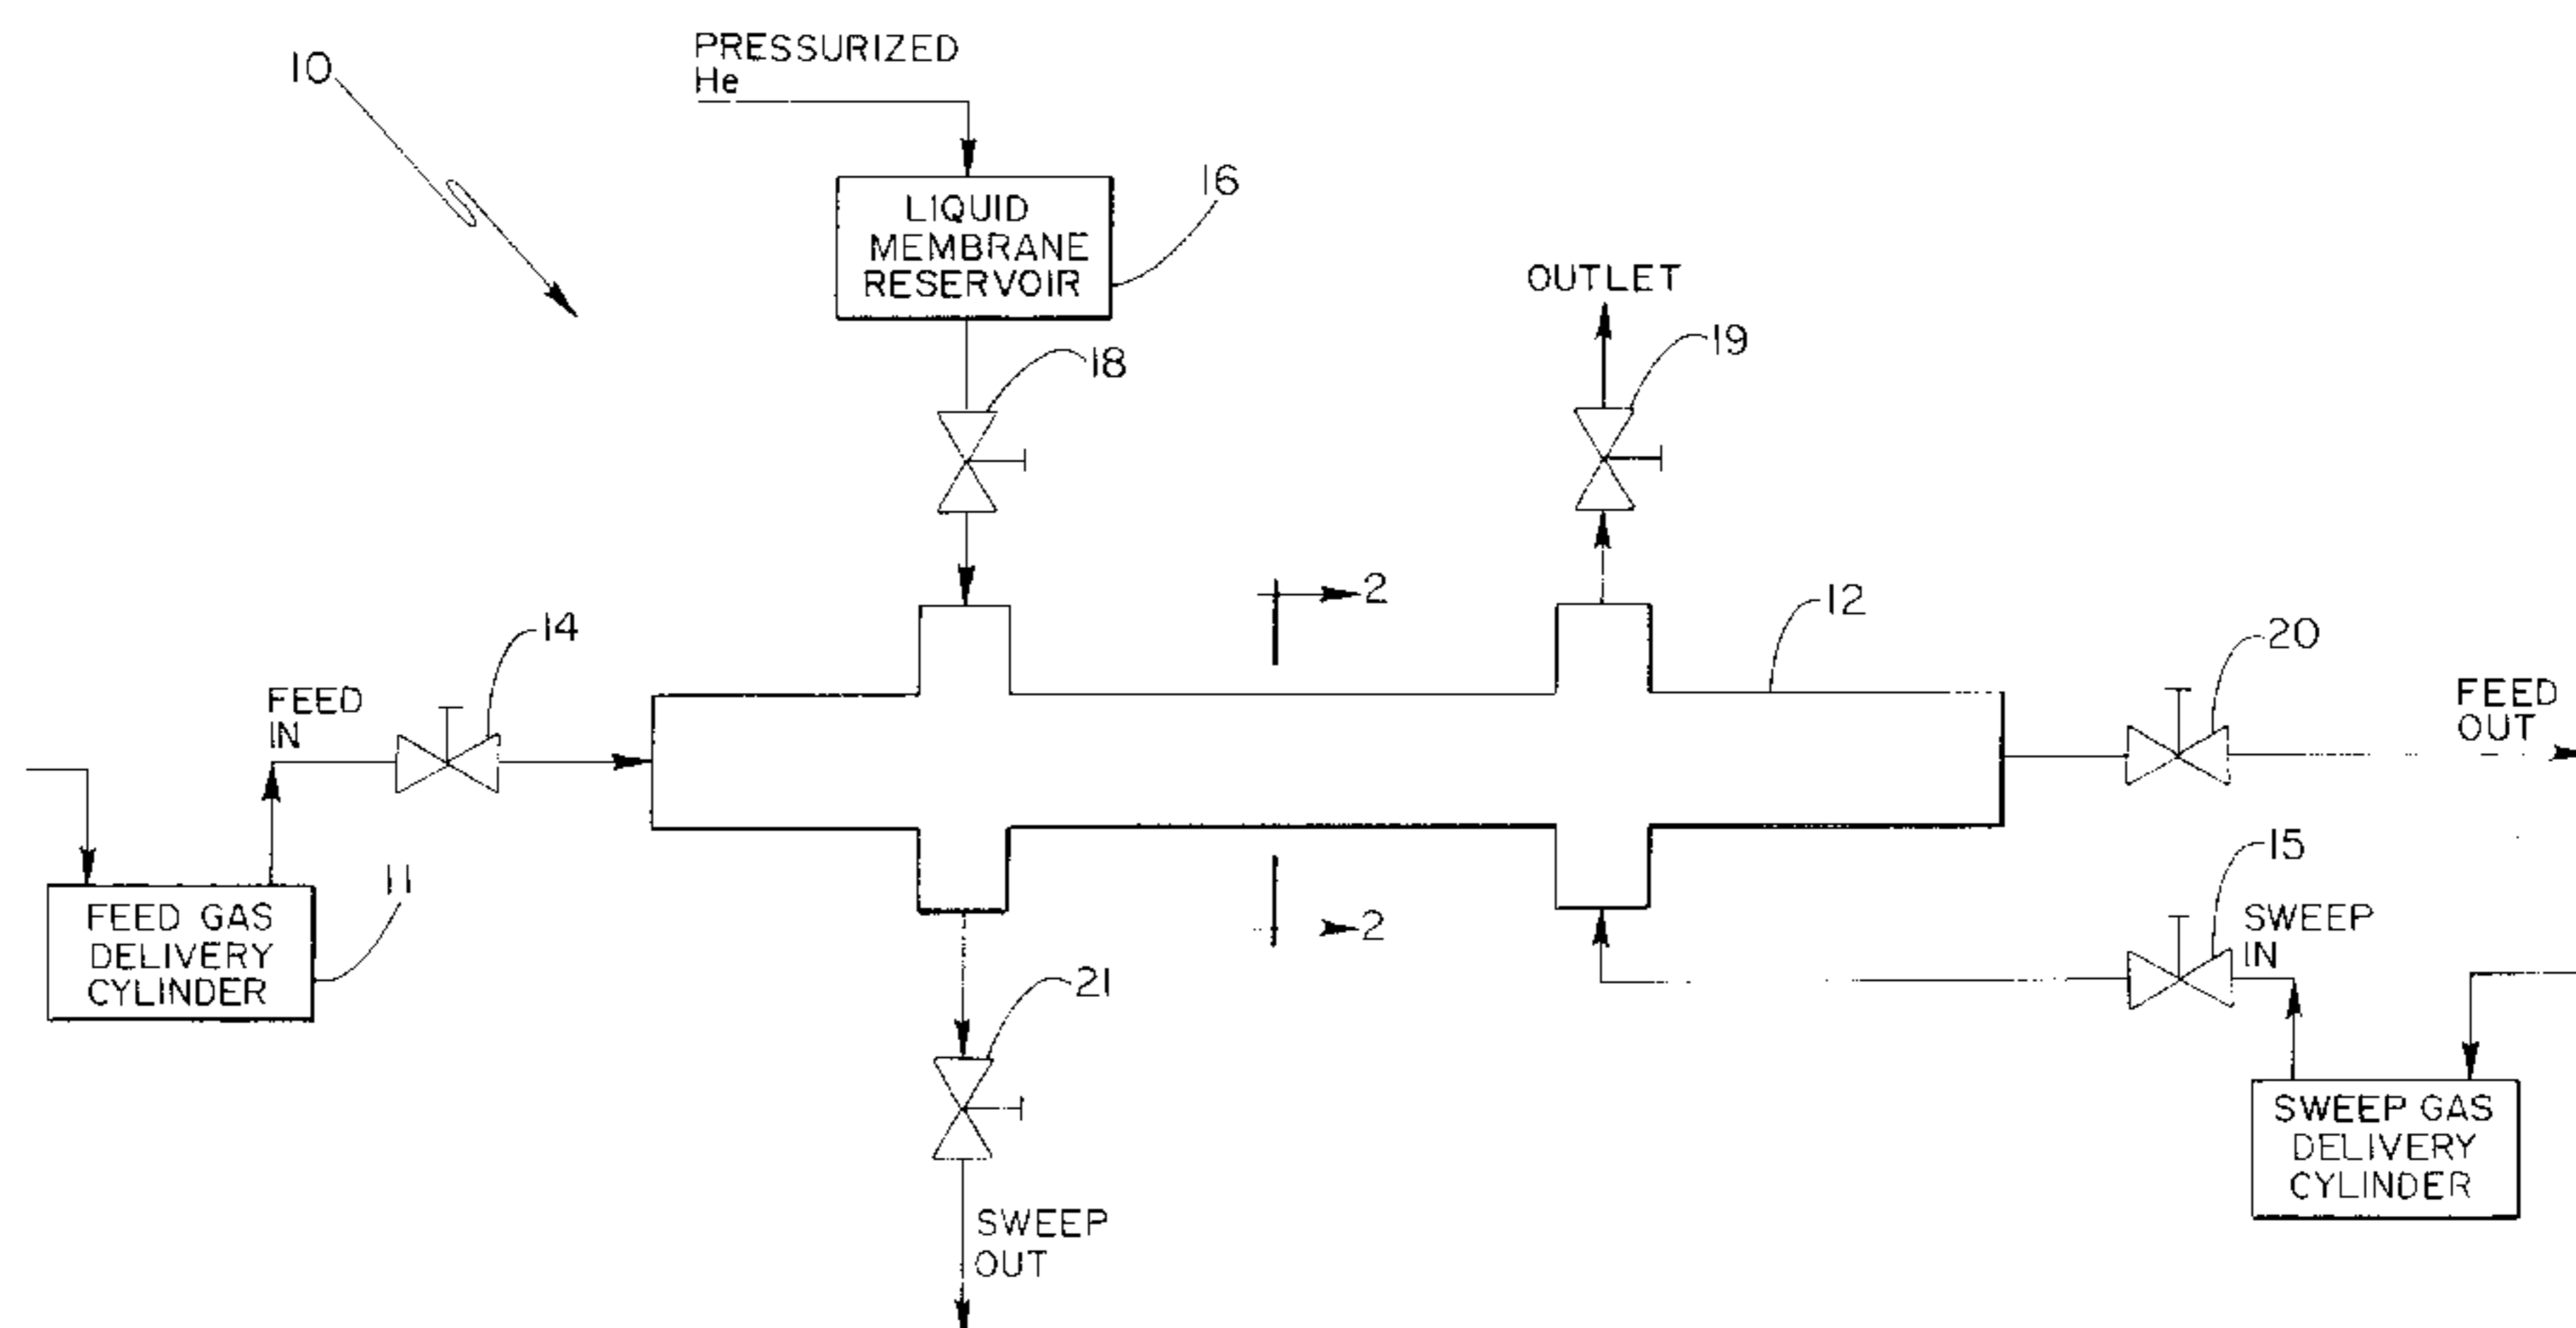 10
PRESSURIZED
He
LIQUID
MEMBRANE
RESERVOIR
16
OUTLET
18
19
2
12
14
20
FEED
IN
FEED
OUT
15
11
FEED GAS
DELIVERY
CYLINDER
2
SWEEP
IN
21
SWEEP GAS
DELIVERY
CYLINDER
SWEEP
OUT